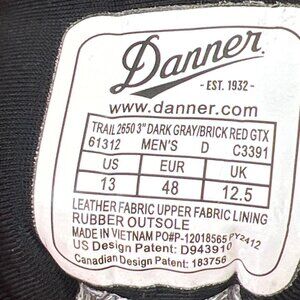 Danner
- EST. 1932 -
www.danner.com
TRAIL 2650 3" DARK GRAY/BRICK RED GTX
61312 MEN'S D C3391
US EUR UK
13 48 12.5
LEATHER FABRIC UPPER FABRIC LINING
RUBBER OUTSOLE
MADE IN VIETNAM PO#P-12018565 PY2412
US Design Patent: D943910
Canadian Design Patent: 183756